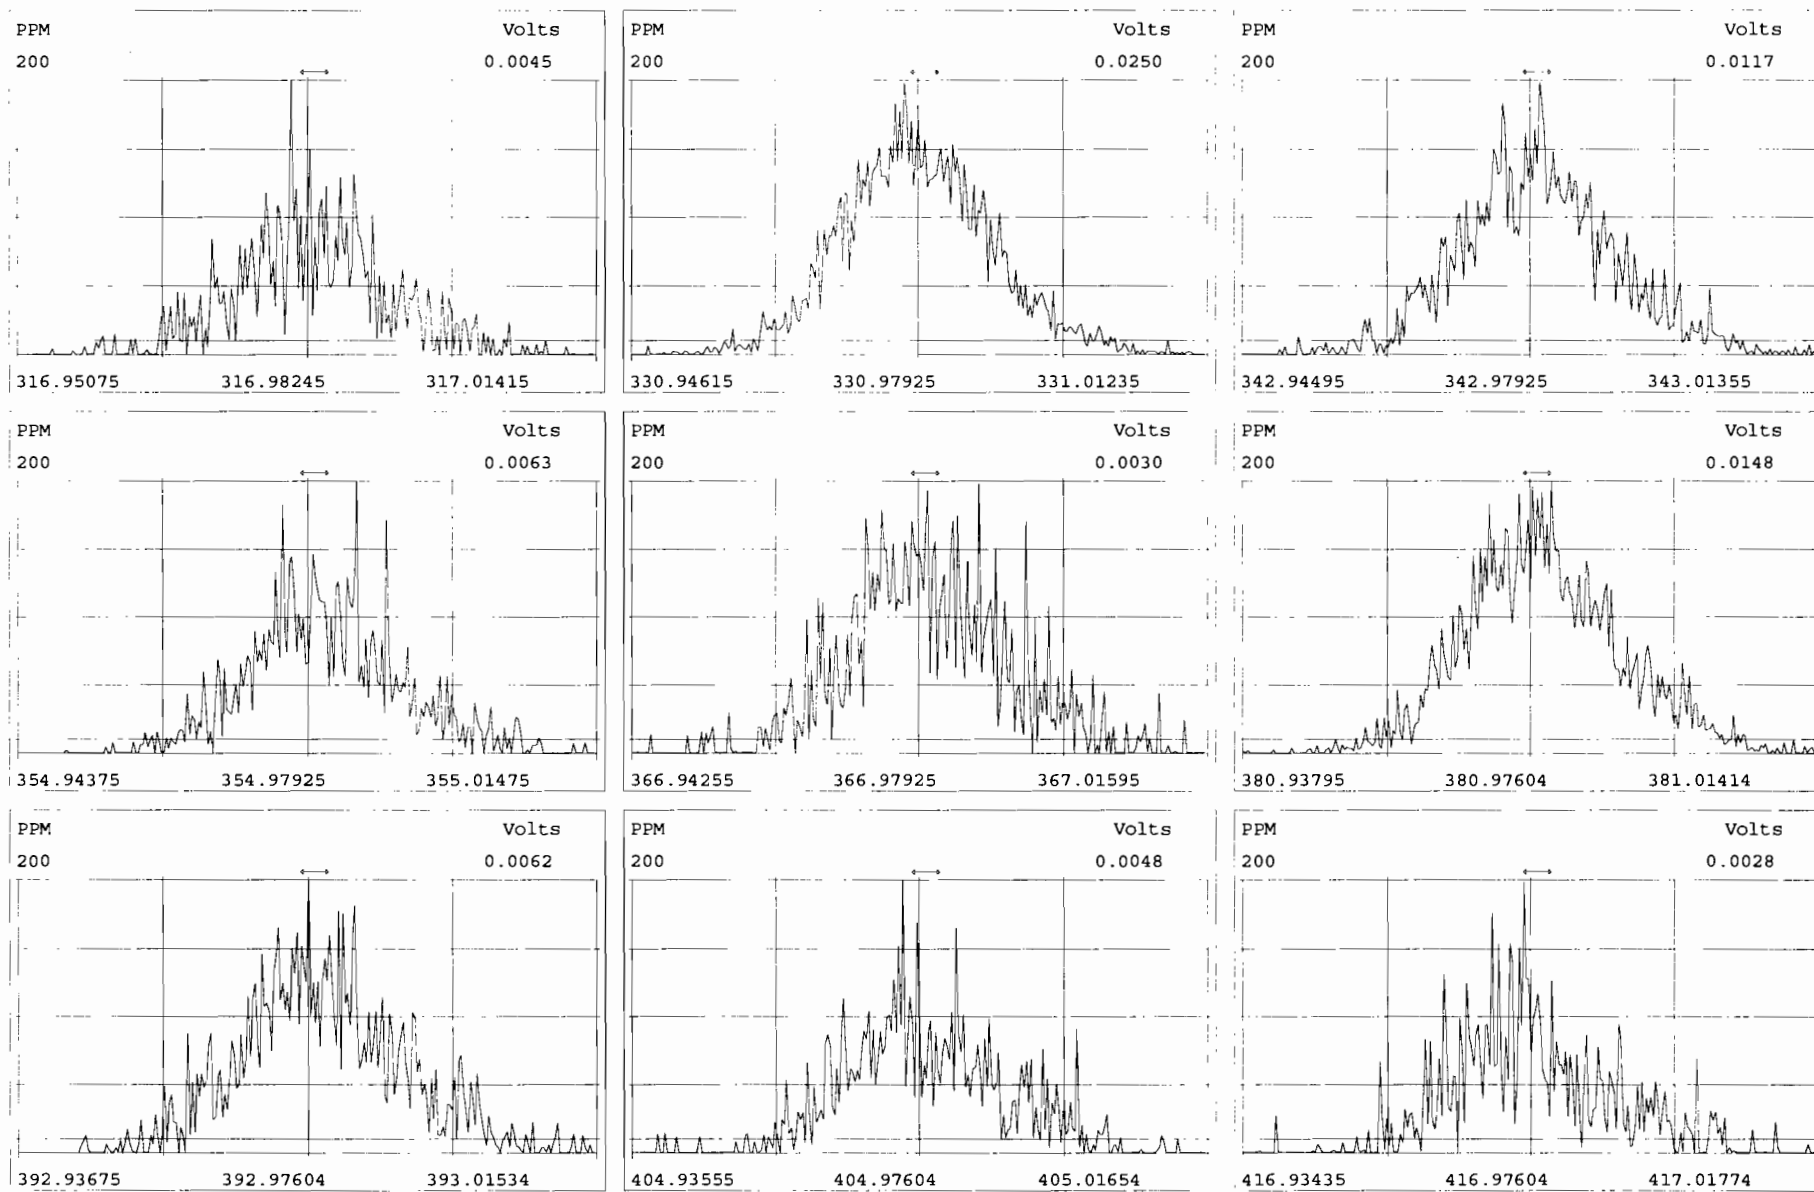 PPM Volts
200 0.0045
316.95075 316.98245 317.01415
PPM Volts
200 0.0250
330.94615 330.97925 331.01235
PPM Volts
200 0.0117
342.94495 342.97925 343.01355
PPM Volts
200 0.0063
354.94375 354.97925 355.01475
PPM Volts
200 0.0030
366.94255 366.97925 367.01595
PPM Volts
200 0.0148
380.93795 380.97604 381.01414
PPM Volts
200 0.0062
392.93675 392.97604 393.01534
PPM Volts
200 0.0048
404.93555 404.97604 405.01654
PPM Volts
200 0.0028
416.93435 416.97604 417.01774